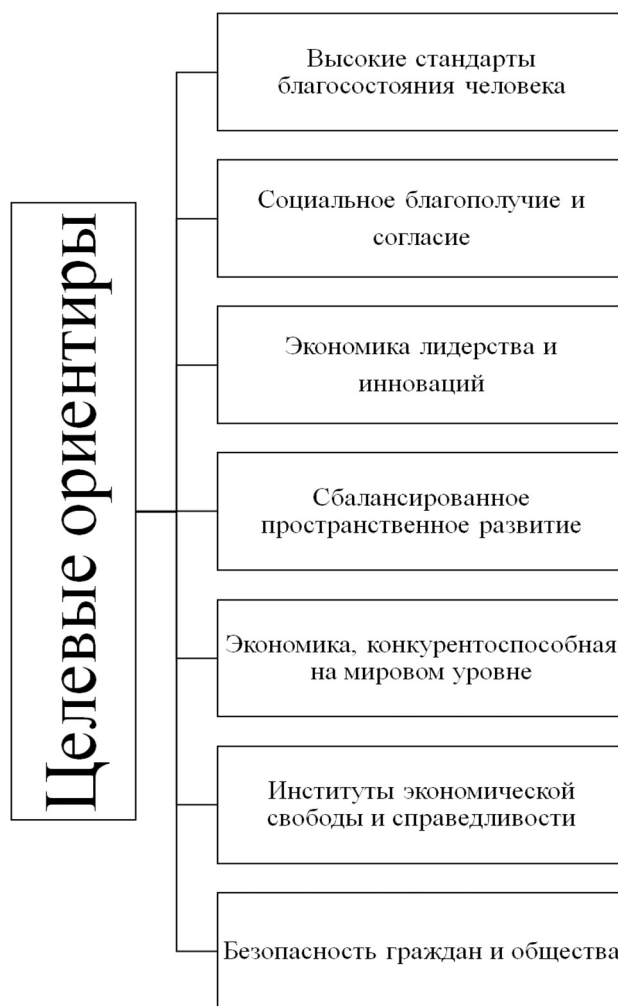 Целевые ориентиры
Высокие стандарты
благосостояния человека
Социальное благополучие и
согласие
Экономика лидерства и
инноваций
Сбалансированное
пространственное развитие
Экономика, конкурентоспособная
на мировом уровне
Институты экономической
свободы и справедливости
Безопасность граждан и общества